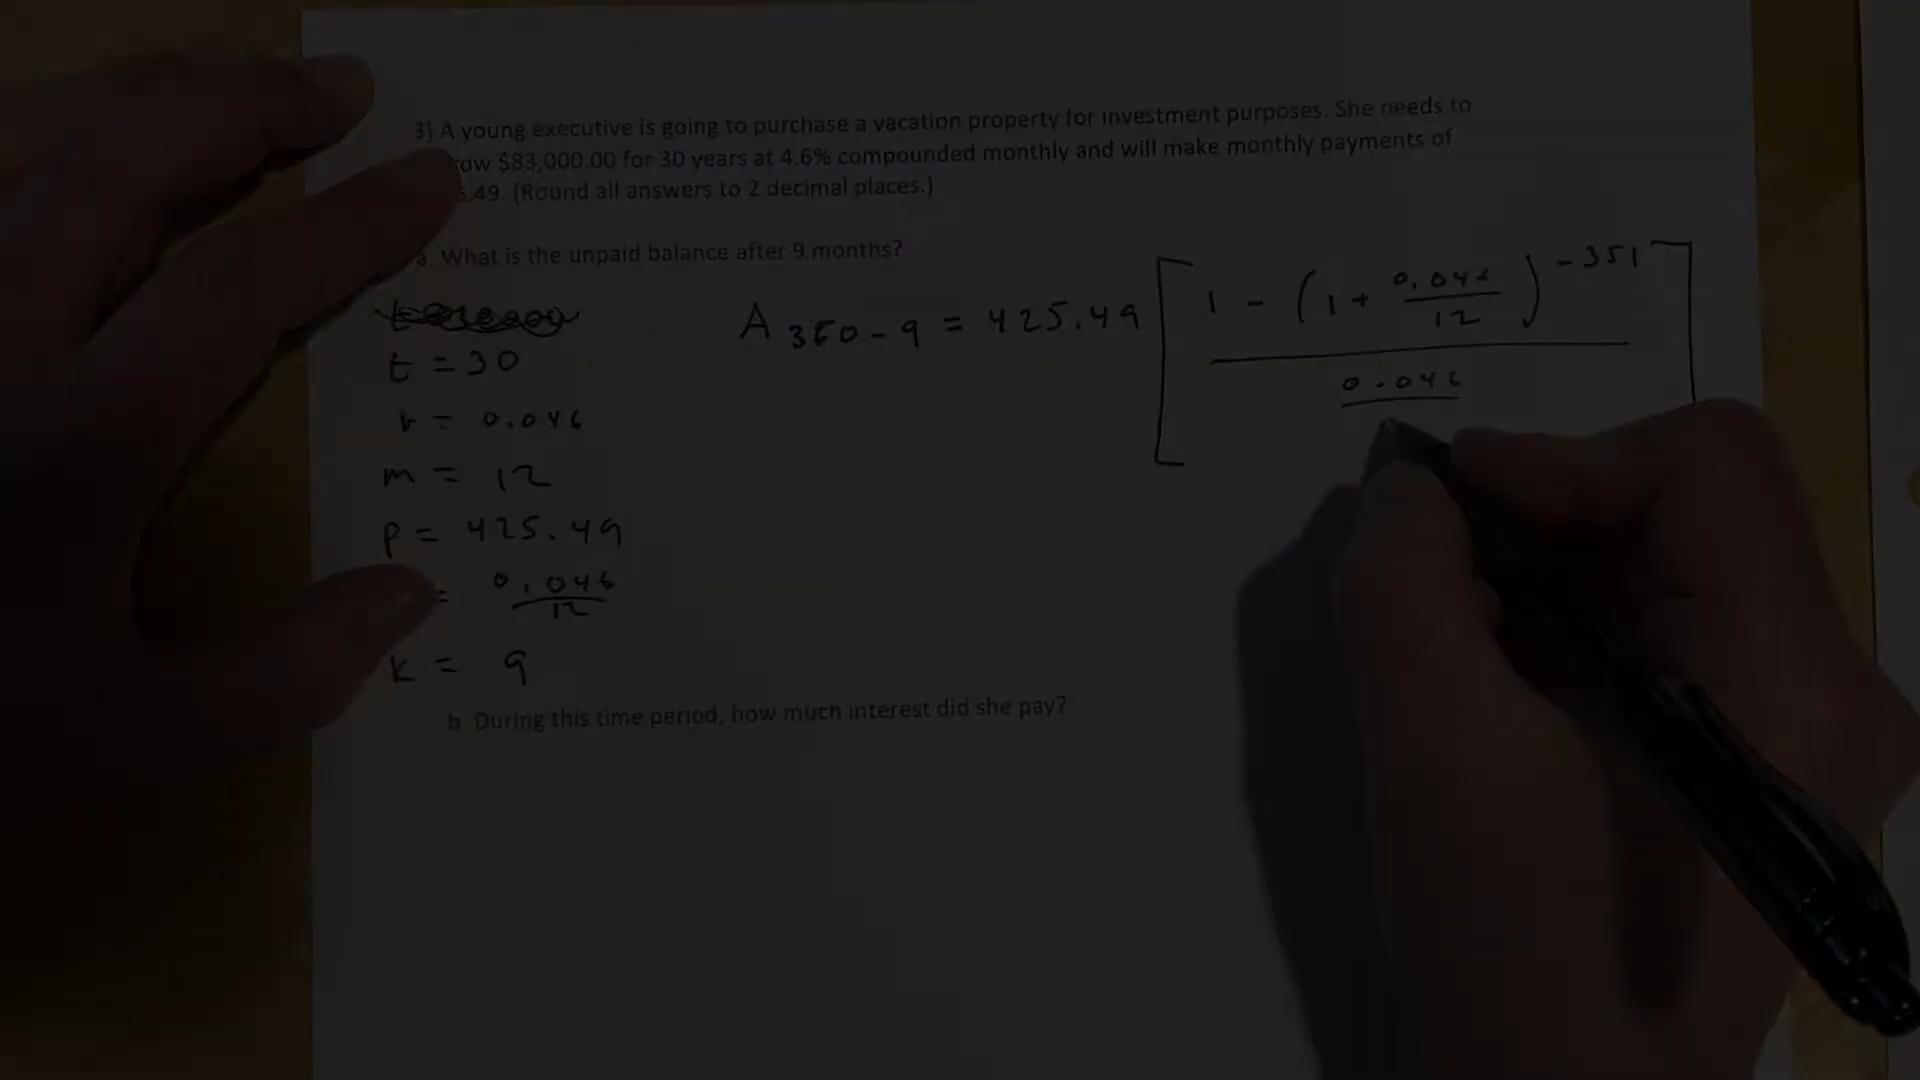 3) A young executive is going to purchase a vacation property for investment purposes. She needs to
ow $83,000.00 for 30 years at 4.6% compounded monthly and will make monthly payments of
5.49. (Round all answers to 2 decimal places.)
a. What is the unpaid balance after 9 months?
t = 30
r = 0.046
m = 12
P = 425.49
= 0.046
12
k = 9
A 360 - 9 = 425.49 [ 1 - ( 1 + 0.046 / 12 ) - 351 ]
0.046
b. During this time period, how much interest did she pay?